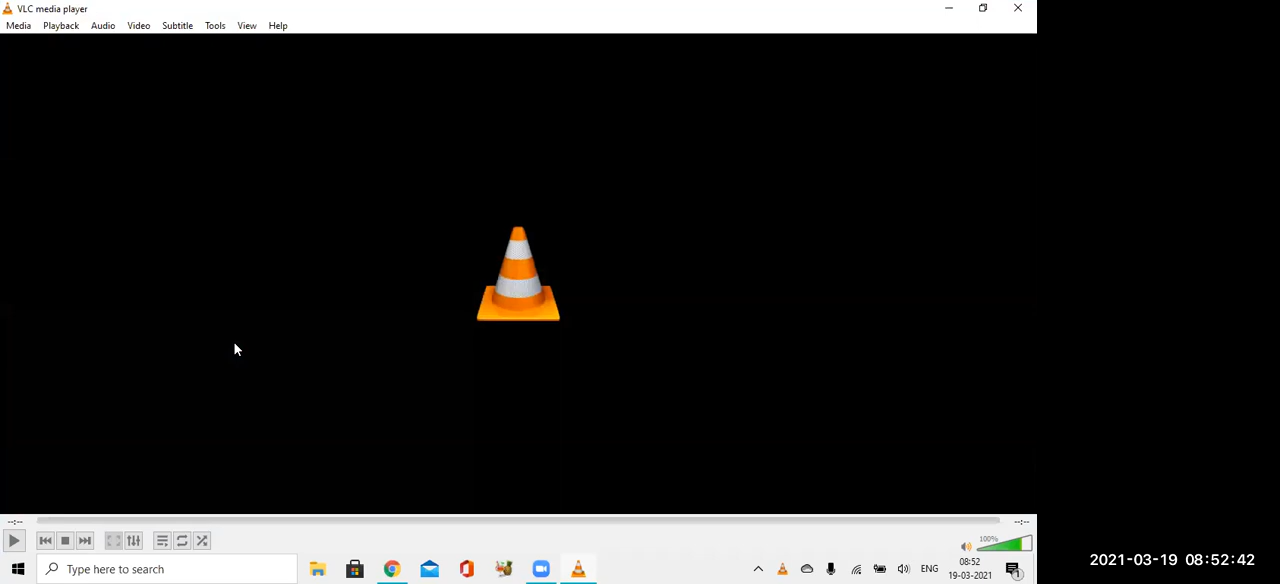 VLC media player
Media Playback Audio Video Subtitle Tools View Help
--:-- --:--
100%
Type here to search
ENG
08:52
19-03-2021
1
2021-03-19 08:52:42